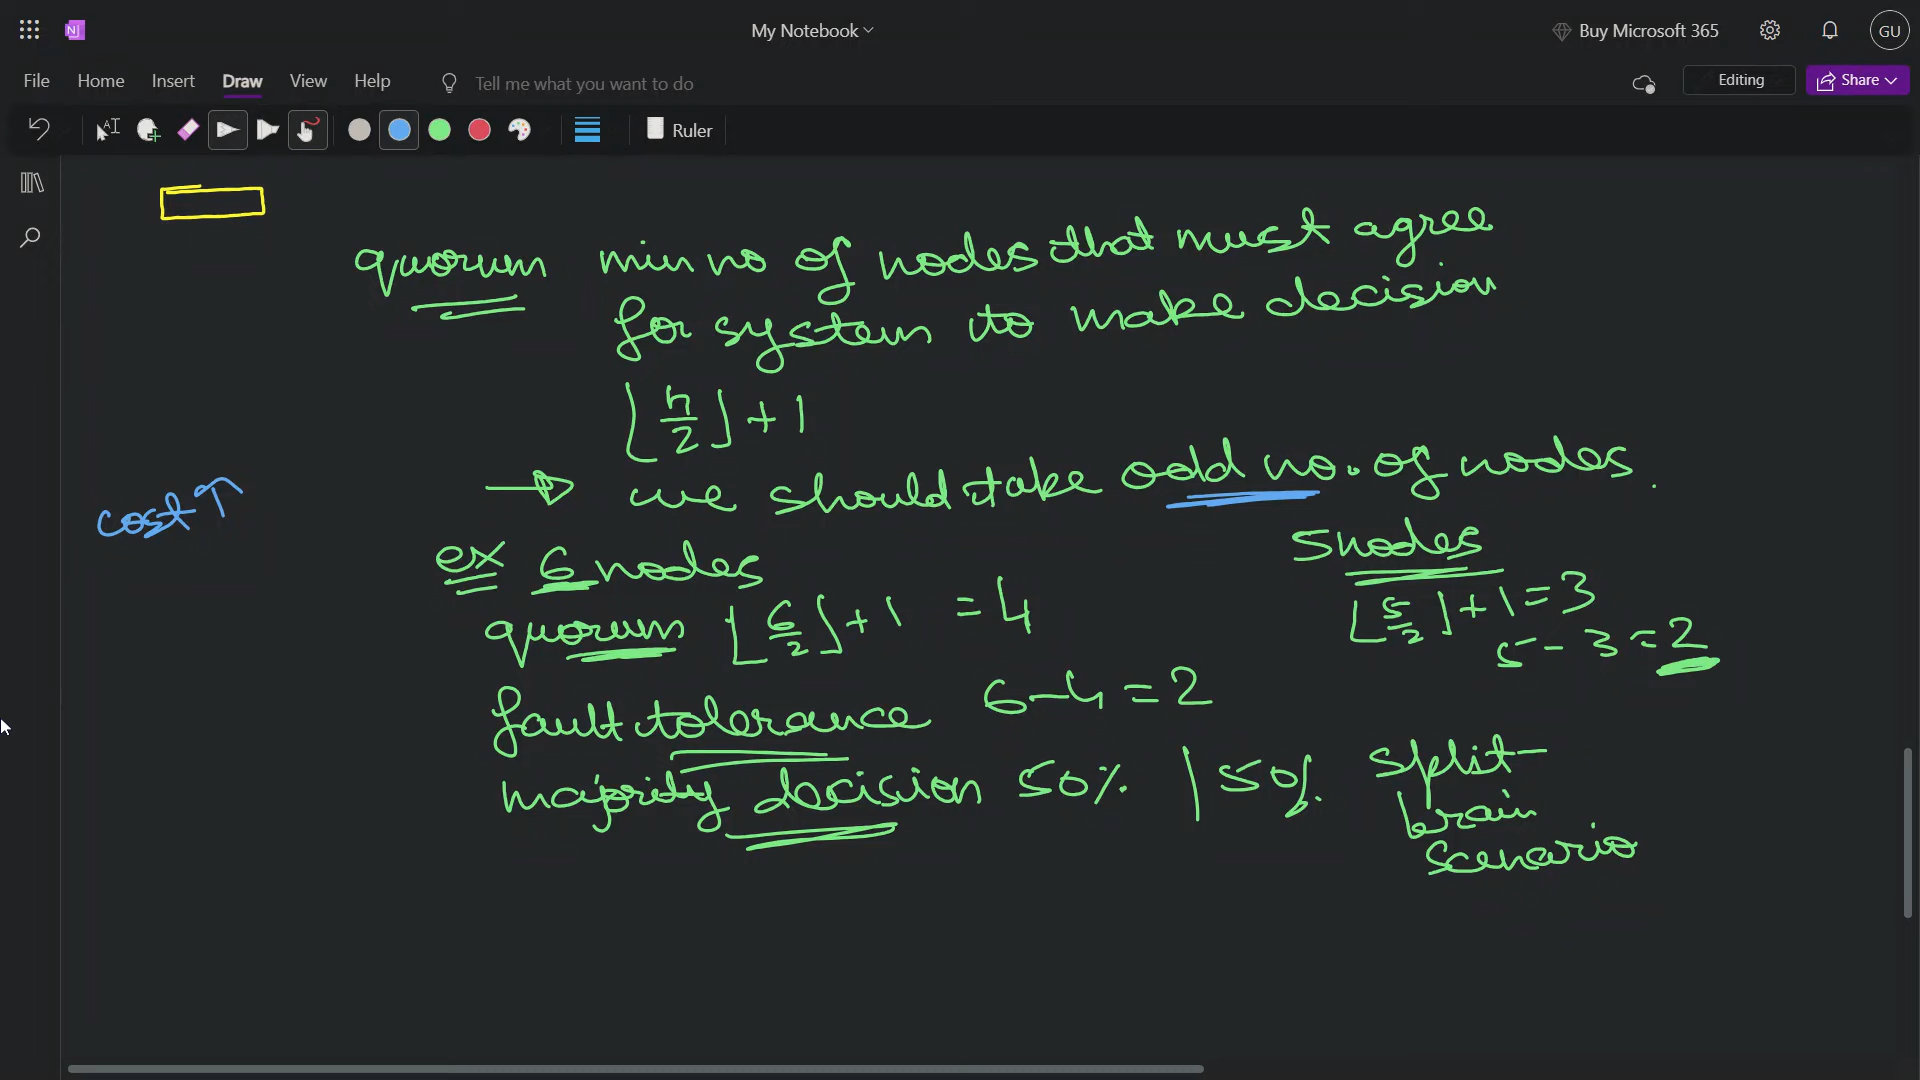 My Notebook
Buy Microsoft 365
GU
File Home Insert Draw View Help Tell me what you want to do
Editing Share
Ruler
quorum min no of nodes that must agree
for system to make decision
⌊n/2⌋+1
→ we should take odd no. of nodes.
cost ↑
ex 6 nodes
quorum ⌊6/2⌋+1 = 4
fault tolerance 6-4=2
majority decision 50% | 50%
5 nodes
⌊5/2⌋+1=3
5-3=2
split-
brain
scenario